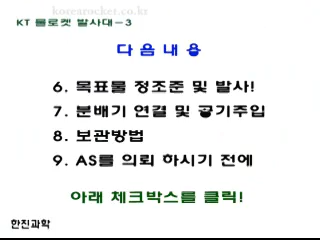 korearocket.co.kr
KT 물로켓 발사대-3
다 음 내 용
6. 목표물 정조준 및 발사!
7. 분배기 연결 및 공기주입
8. 보관방법
9. AS를 의뢰 하시기 전에
아래 체크박스를 클릭!
한진과학